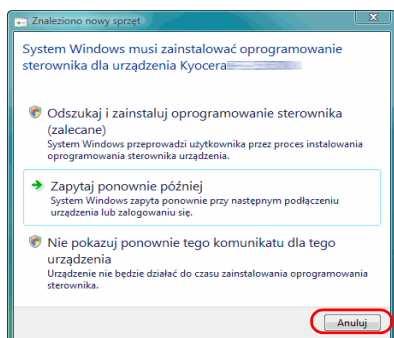 Znaleziono nowy sprzęt
System Windows musi zainstalować oprogramowanie
sterownika dla urządzenia Kyocera
Odszukaj i zainstaluj oprogramowanie sterownika
(zalecane)
System Windows przeprowadzi użytkownika przez proces instalowania
oprogramowania sterownika urządzenia.
Zapytaj ponownie później
System Windows zapyta ponownie przy następnym podłączeniu
urządzenia lub zalogowaniu się.
Nie pokazuj ponownie tego komunikatu dla tego
urządzenia
Urządzenie nie będzie działać do czasu zainstalowania oprogramowania
sterownika.
Anuluj